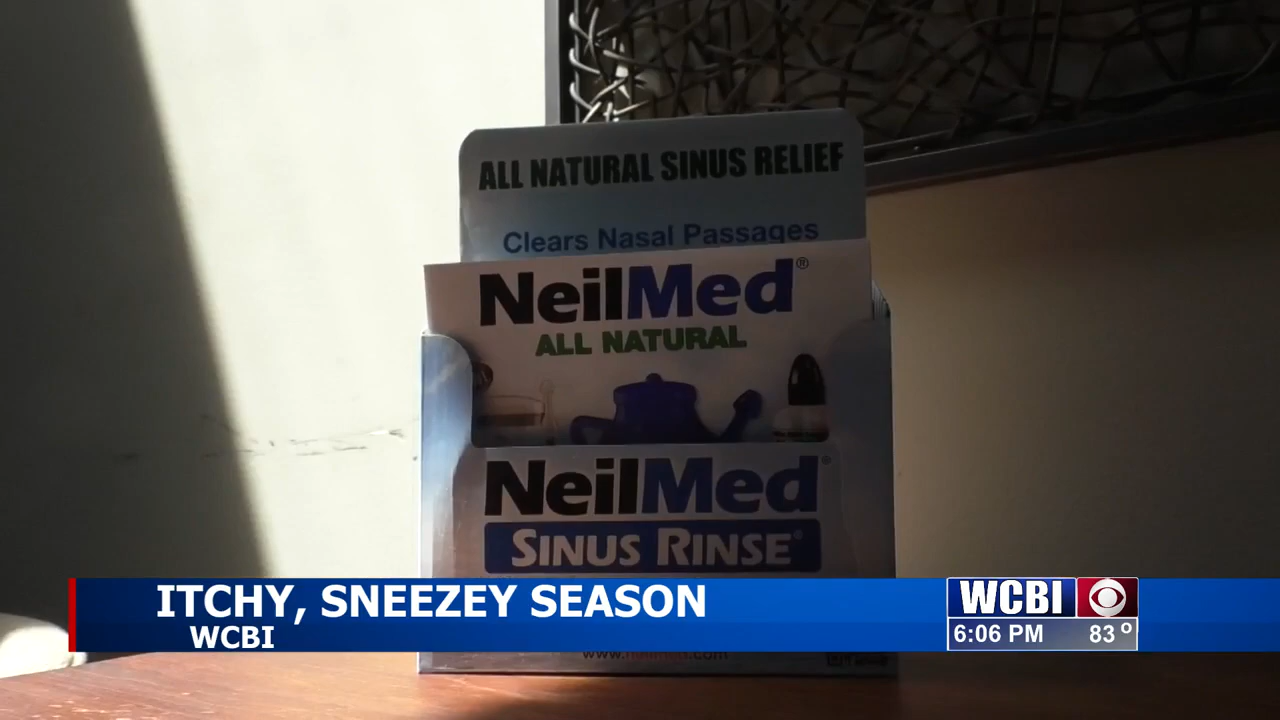 ALL NATURAL SINUS RELIEF
Clears Nasal Passages
NeilMed®
ALL NATURAL
NeilMed®
SINUS RINSE®
ITCHY, SNEEZEY SEASON
WCBI
WCBI
6:06 PM 83°